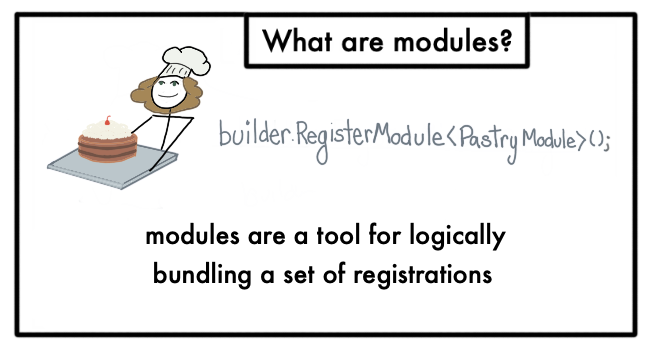 What are modules?
builder.RegisterModule<PastryModule>();
modules are a tool for logically
bundling a set of registrations